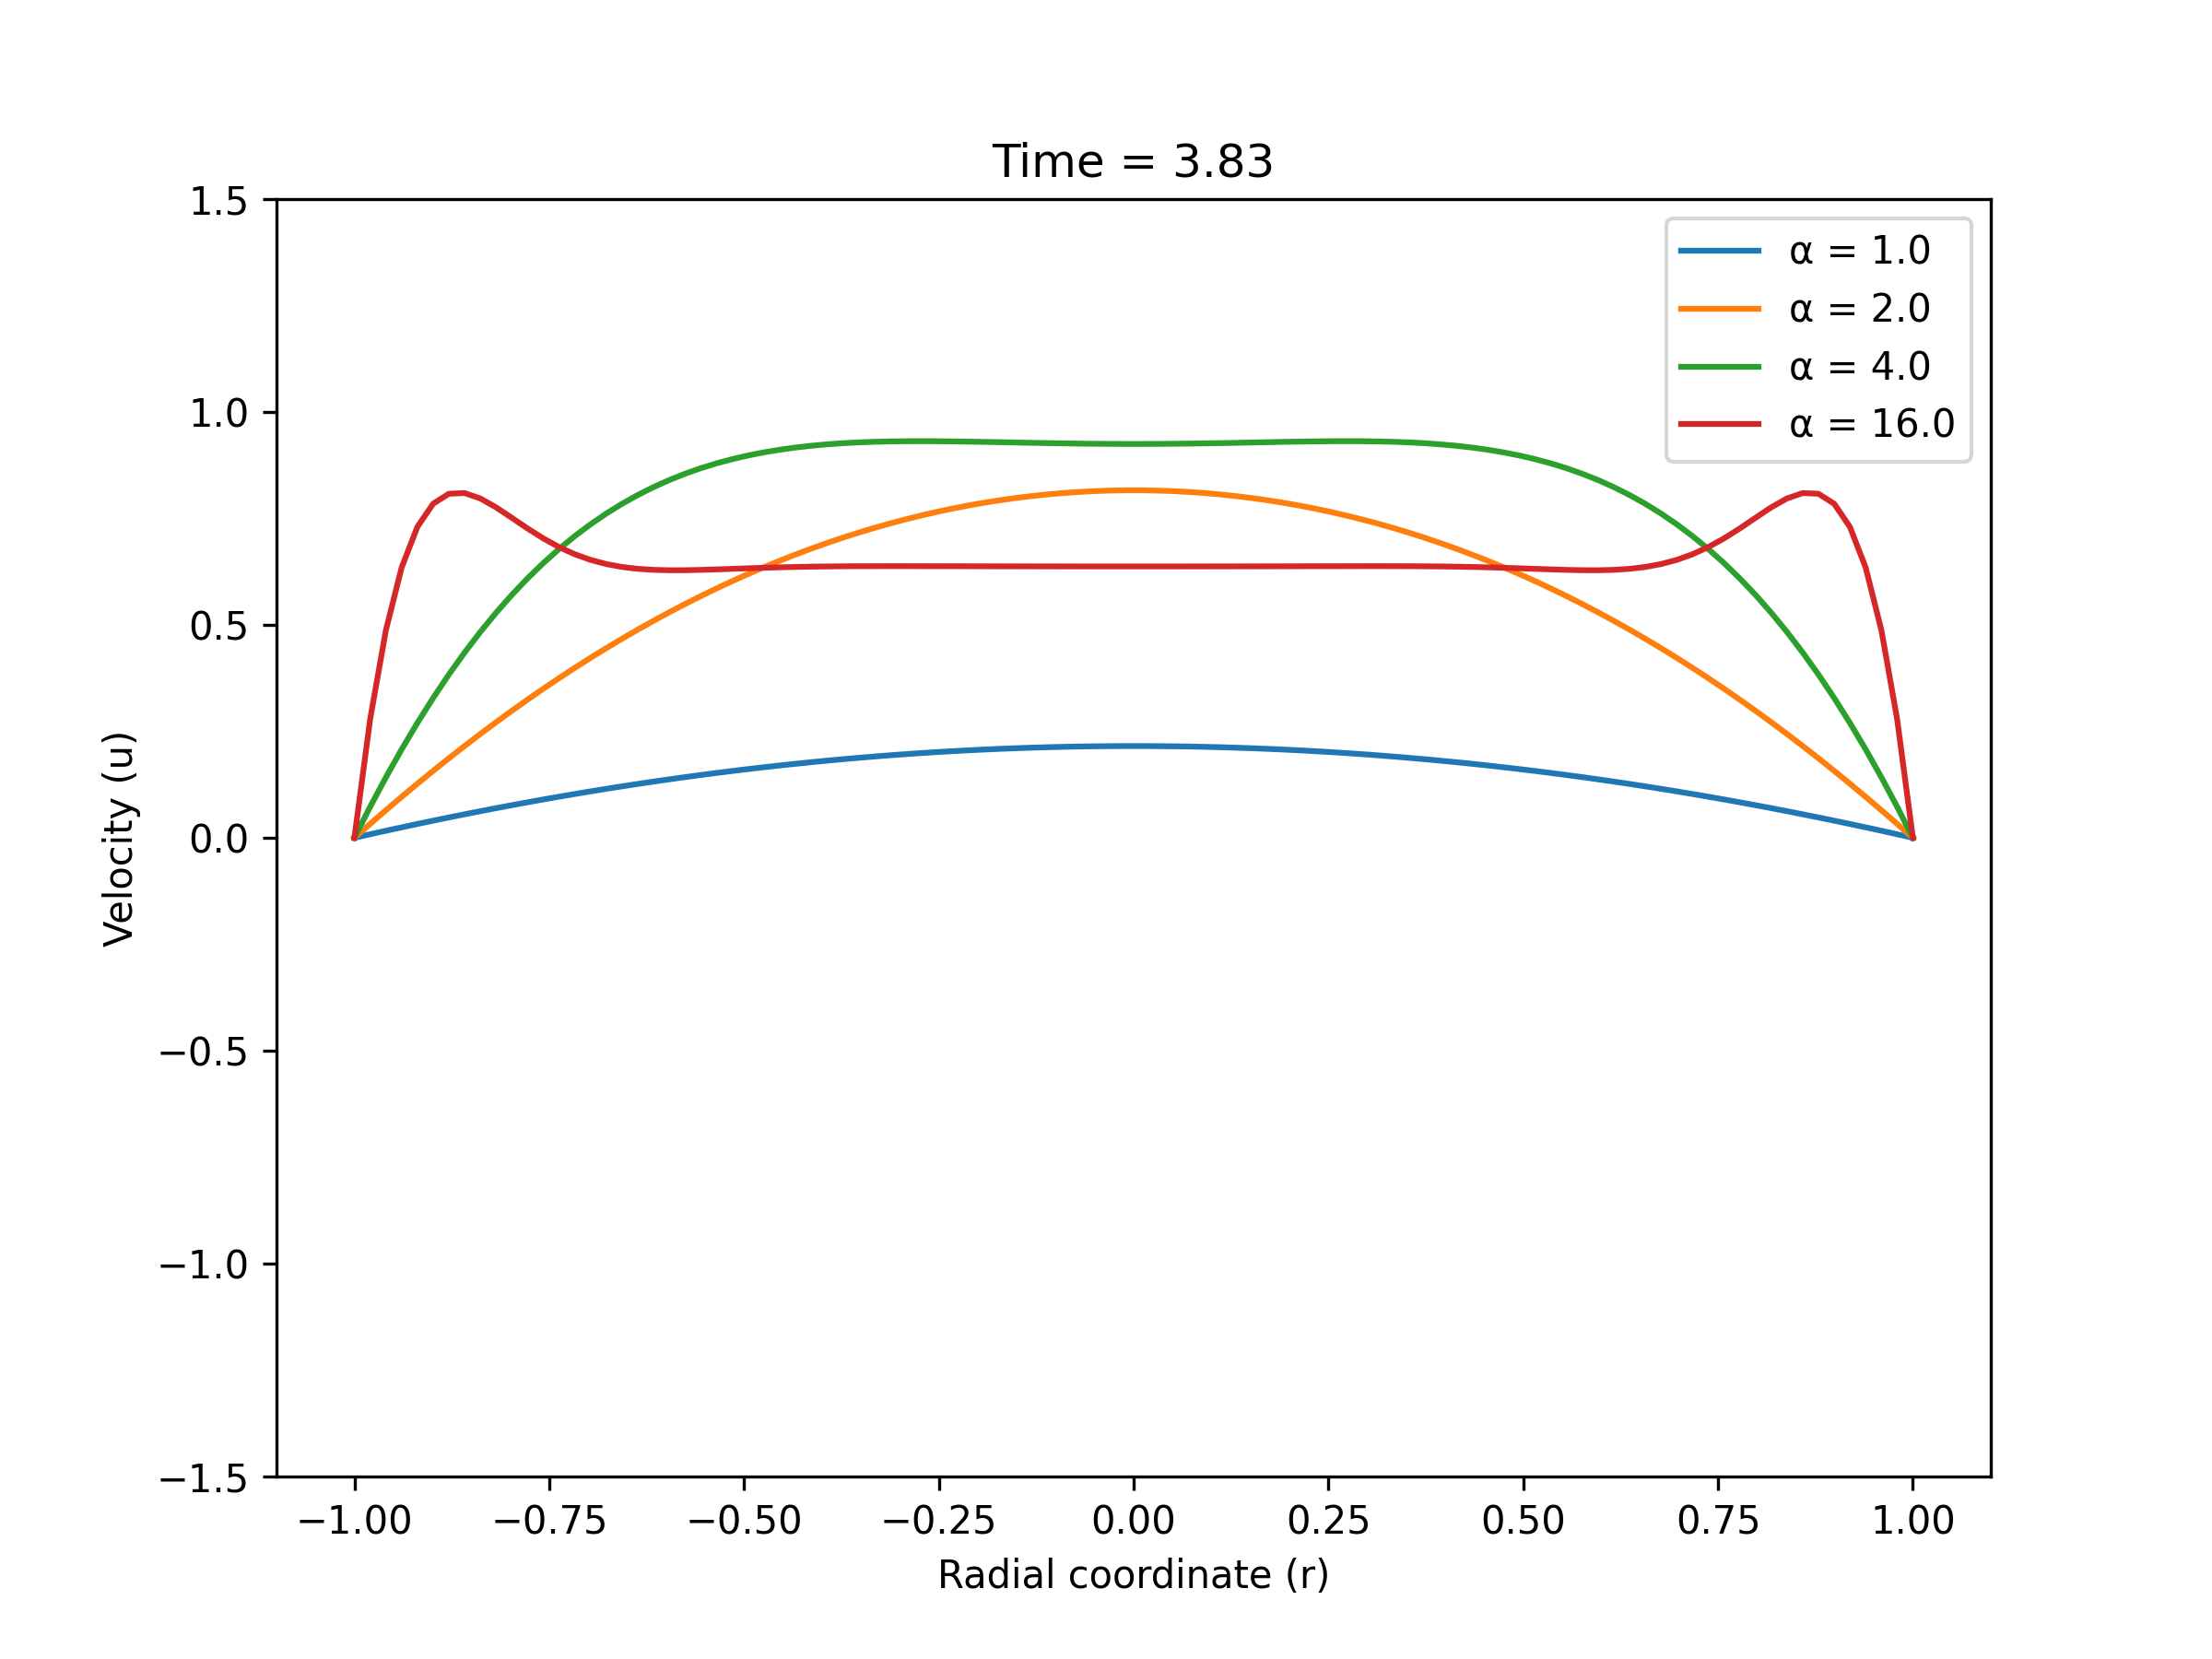 Time = 3.83
1.5
1.0
0.5
0.0
−0.5
−1.0
−1.5
Velocity (u)
α = 1.0
α = 2.0
α = 4.0
α = 16.0
−1.00 −0.75 −0.50 −0.25 0.00 0.25 0.50 0.75 1.00
Radial coordinate (r)